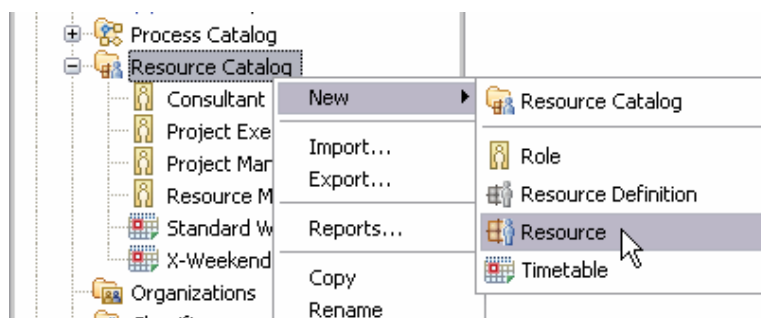 Process Catalog
Resource Catalog
Consultant
Project Exe
Project Mar
Resource M
Standard W
X-Weekend
Organizations
New
Import...
Export...
Reports...
Copy
Rename
Resource Catalog
Role
Resource Definition
Resource
Timetable